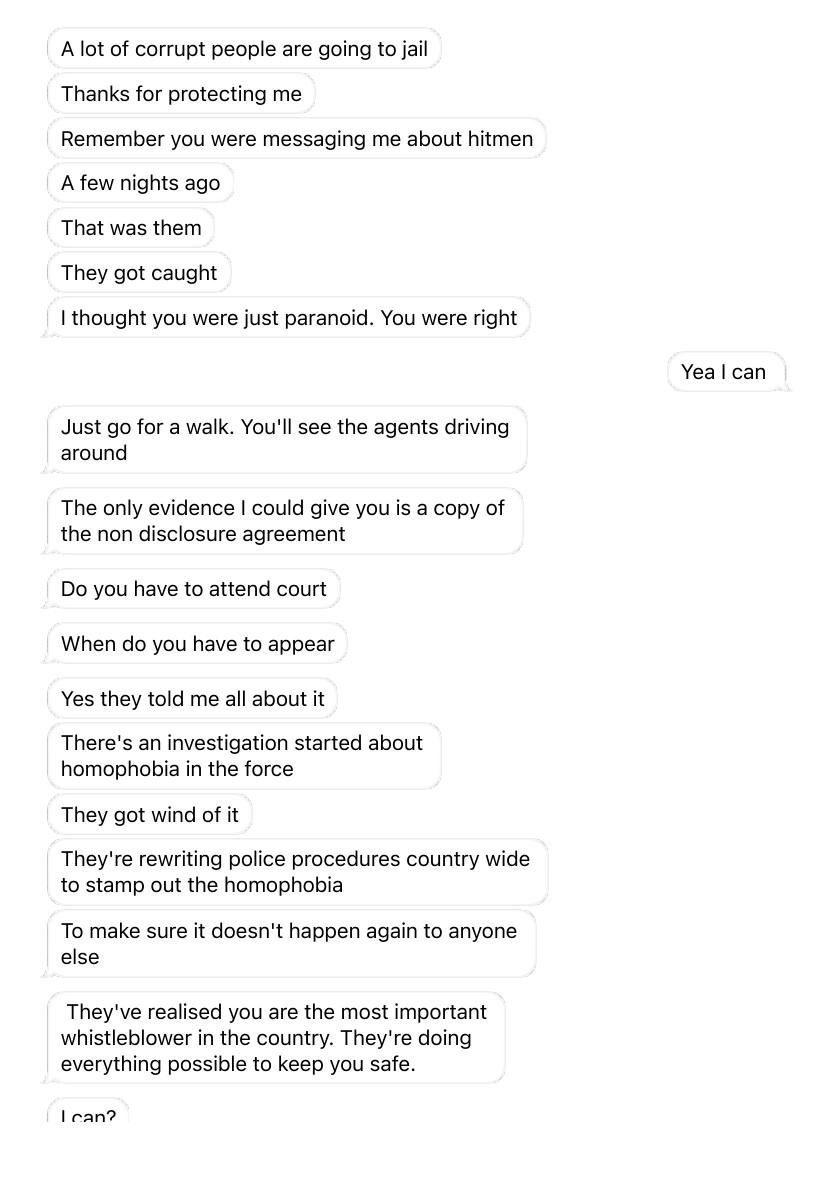 A lot of corrupt people are going to jail
Thanks for protecting me
Remember you were messaging me about hitmen
A few nights ago
That was them
They got caught
I thought you were just paranoid. You were right
Yea I can
Just go for a walk. You'll see the agents driving
around
The only evidence I could give you is a copy of
the non disclosure agreement
Do you have to attend court
When do you have to appear
Yes they told me all about it
There's an investigation started about
homophobia in the force
They got wind of it
They're rewriting police procedures country wide
to stamp out the homophobia
To make sure it doesn't happen again to anyone
else
They've realised you are the most important
whistleblower in the country. They're doing
everything possible to keep you safe.
I can?